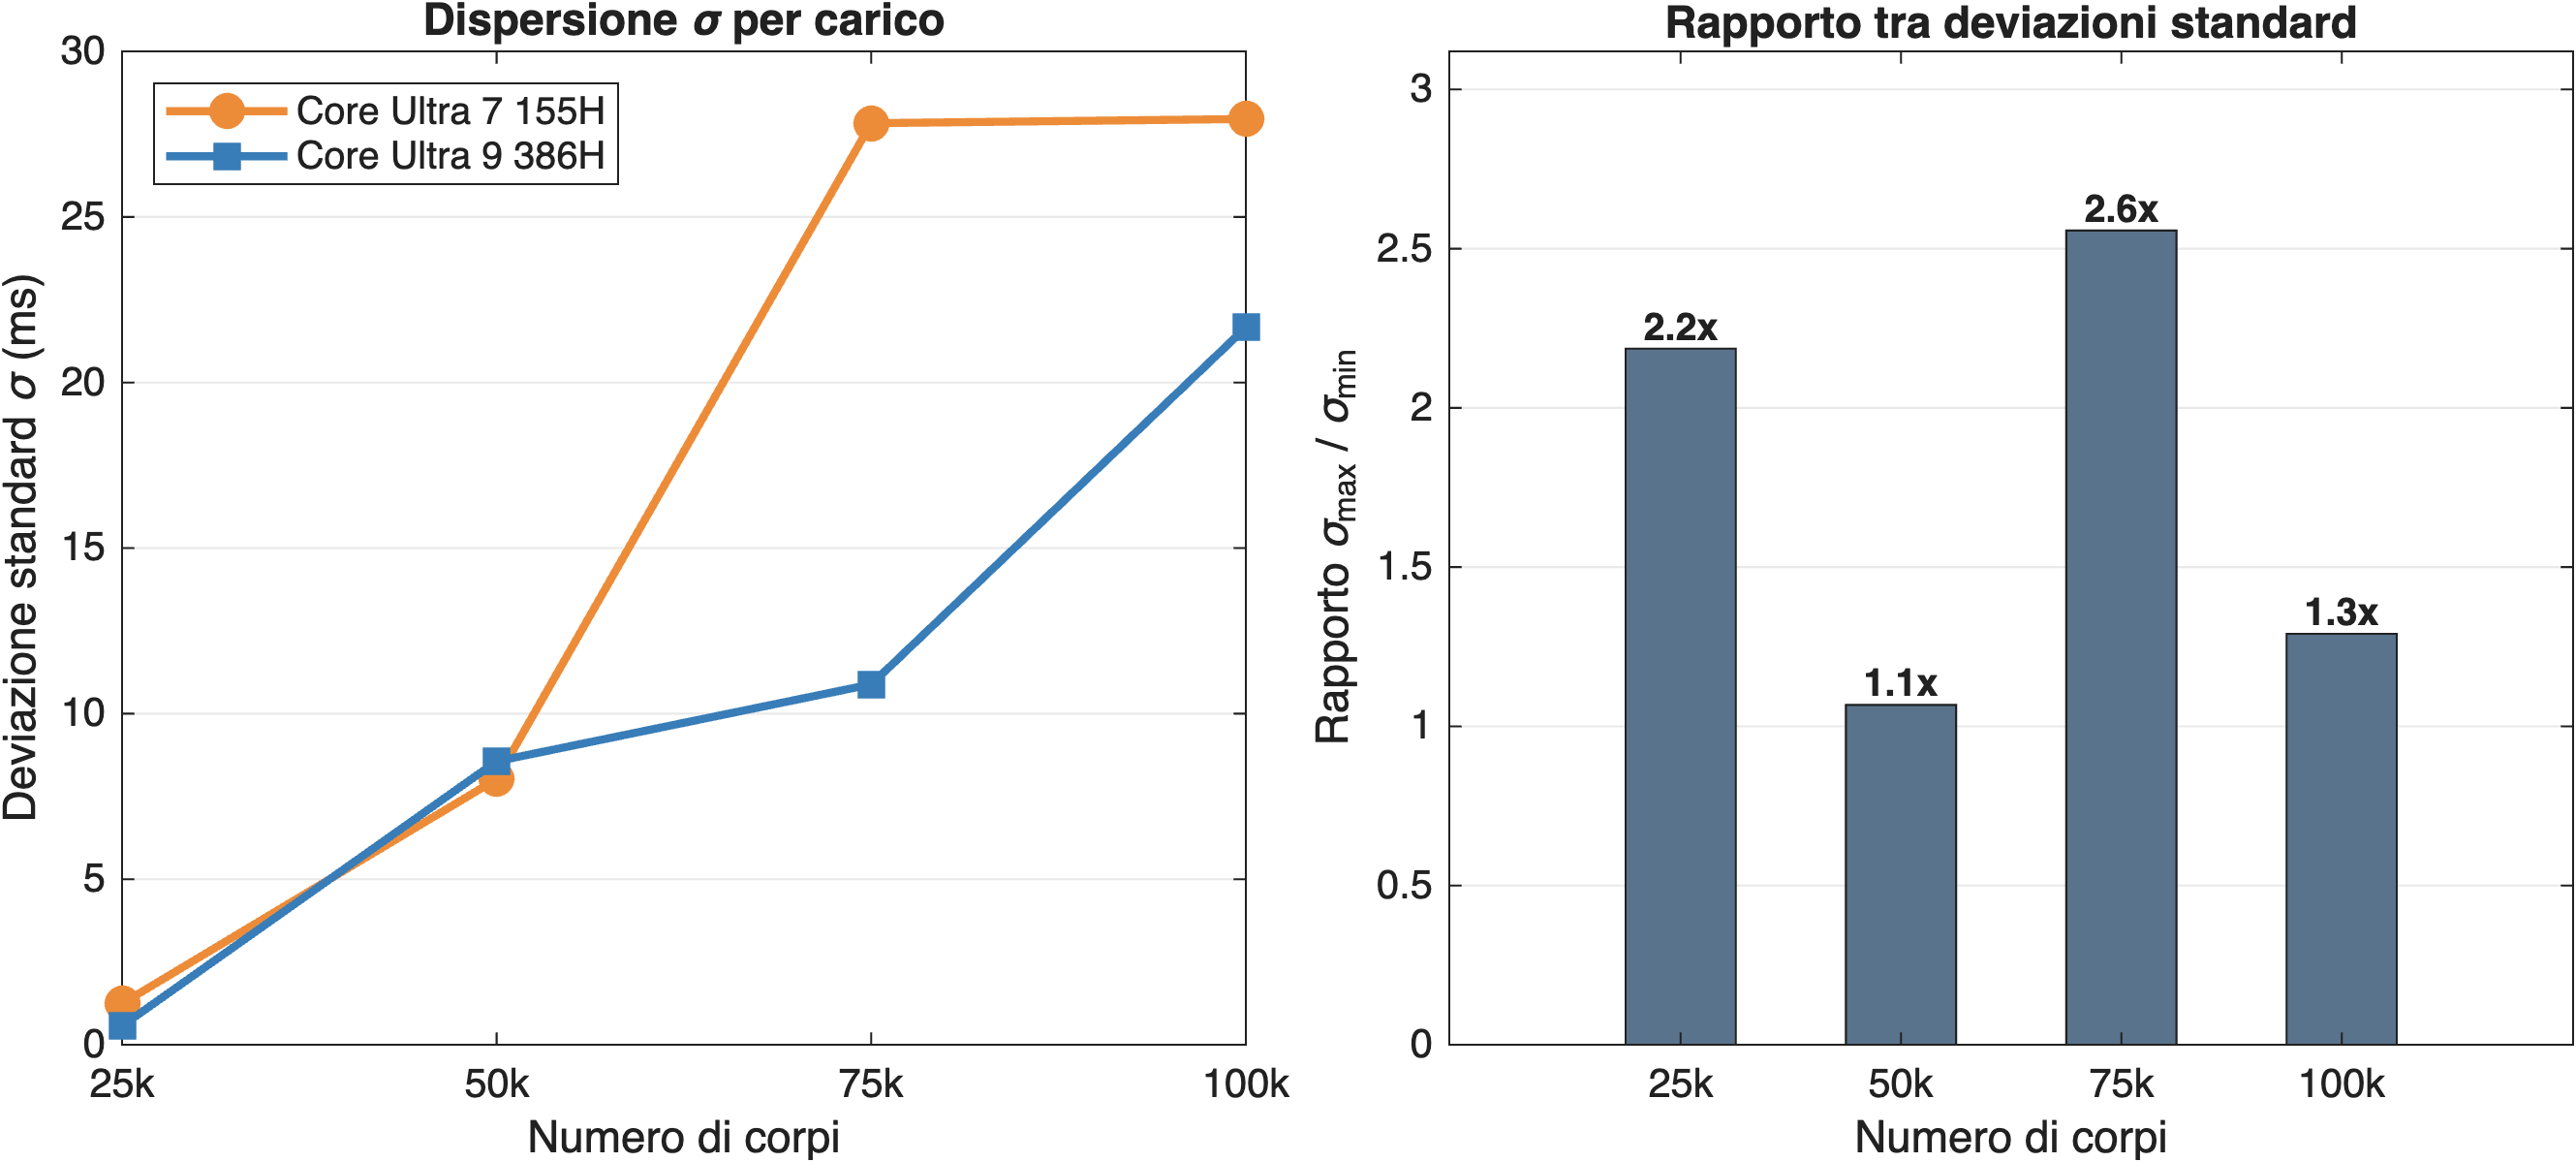 Dispersione σ per carico
30
25
20
15
10
5
0
Deviazione standard σ (ms)
Core Ultra 7 155H
Core Ultra 9 386H
25k 50k 75k 100k
Numero di corpi
Rapporto tra deviazioni standard
3
2.5
2
1.5
1
0.5
0
Rapporto σmax / σmin
2.2x
1.1x
2.6x
1.3x
25k 50k 75k 100k
Numero di corpi